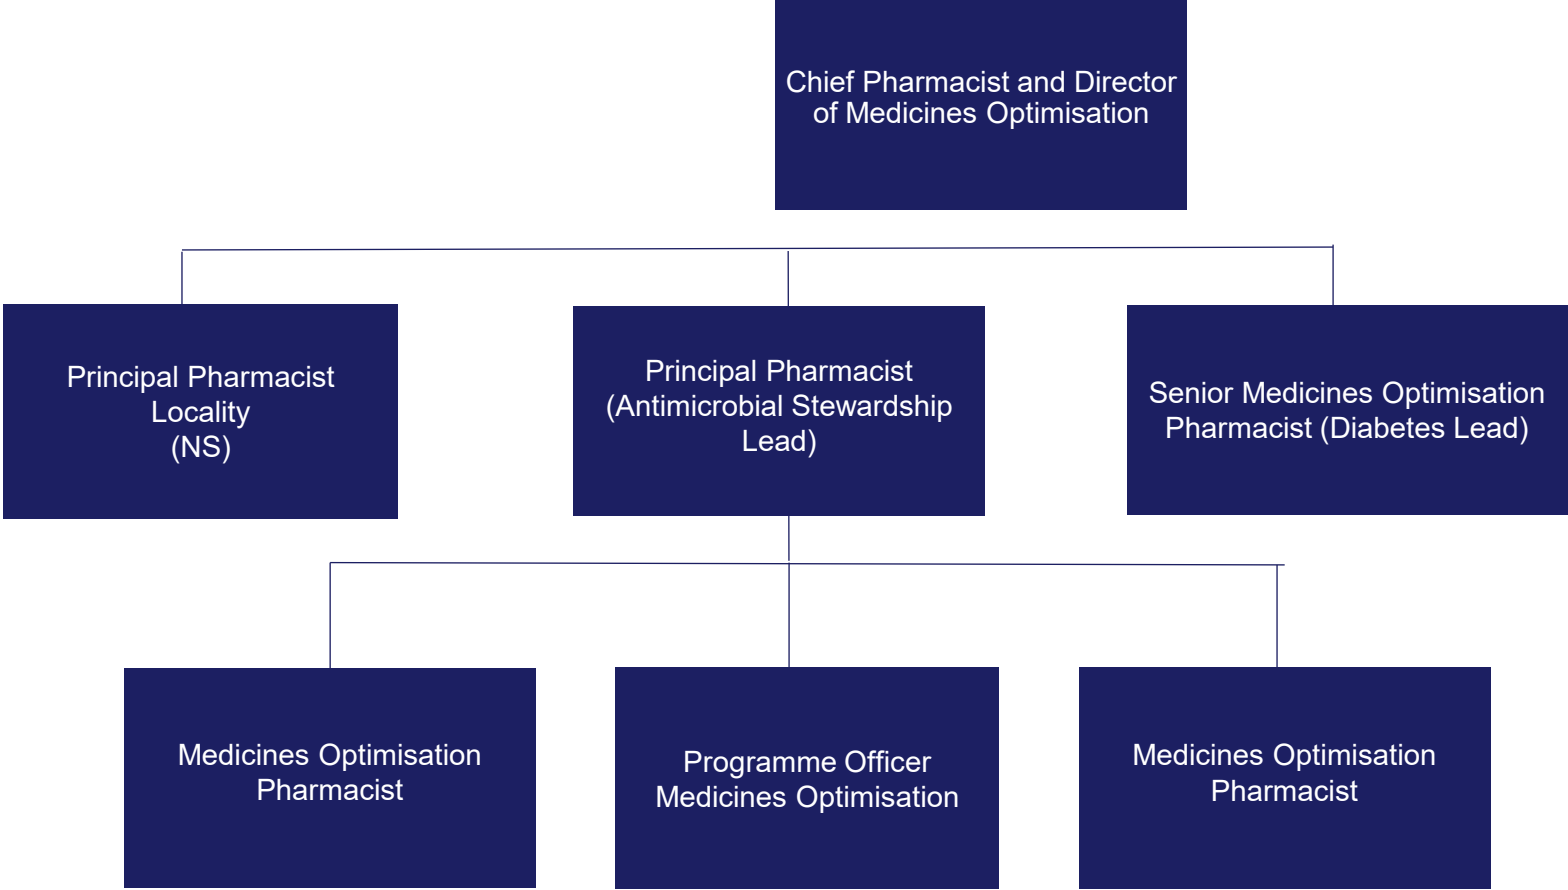 Chief Pharmacist and Director
of Medicines Optimisation
Principal Pharmacist
Locality
(NS)
Principal Pharmacist
(Antimicrobial Stewardship
Lead)
Senior Medicines Optimisation
Pharmacist (Diabetes Lead)
Medicines Optimisation
Pharmacist
Programme Officer
Medicines Optimisation
Medicines Optimisation
Pharmacist